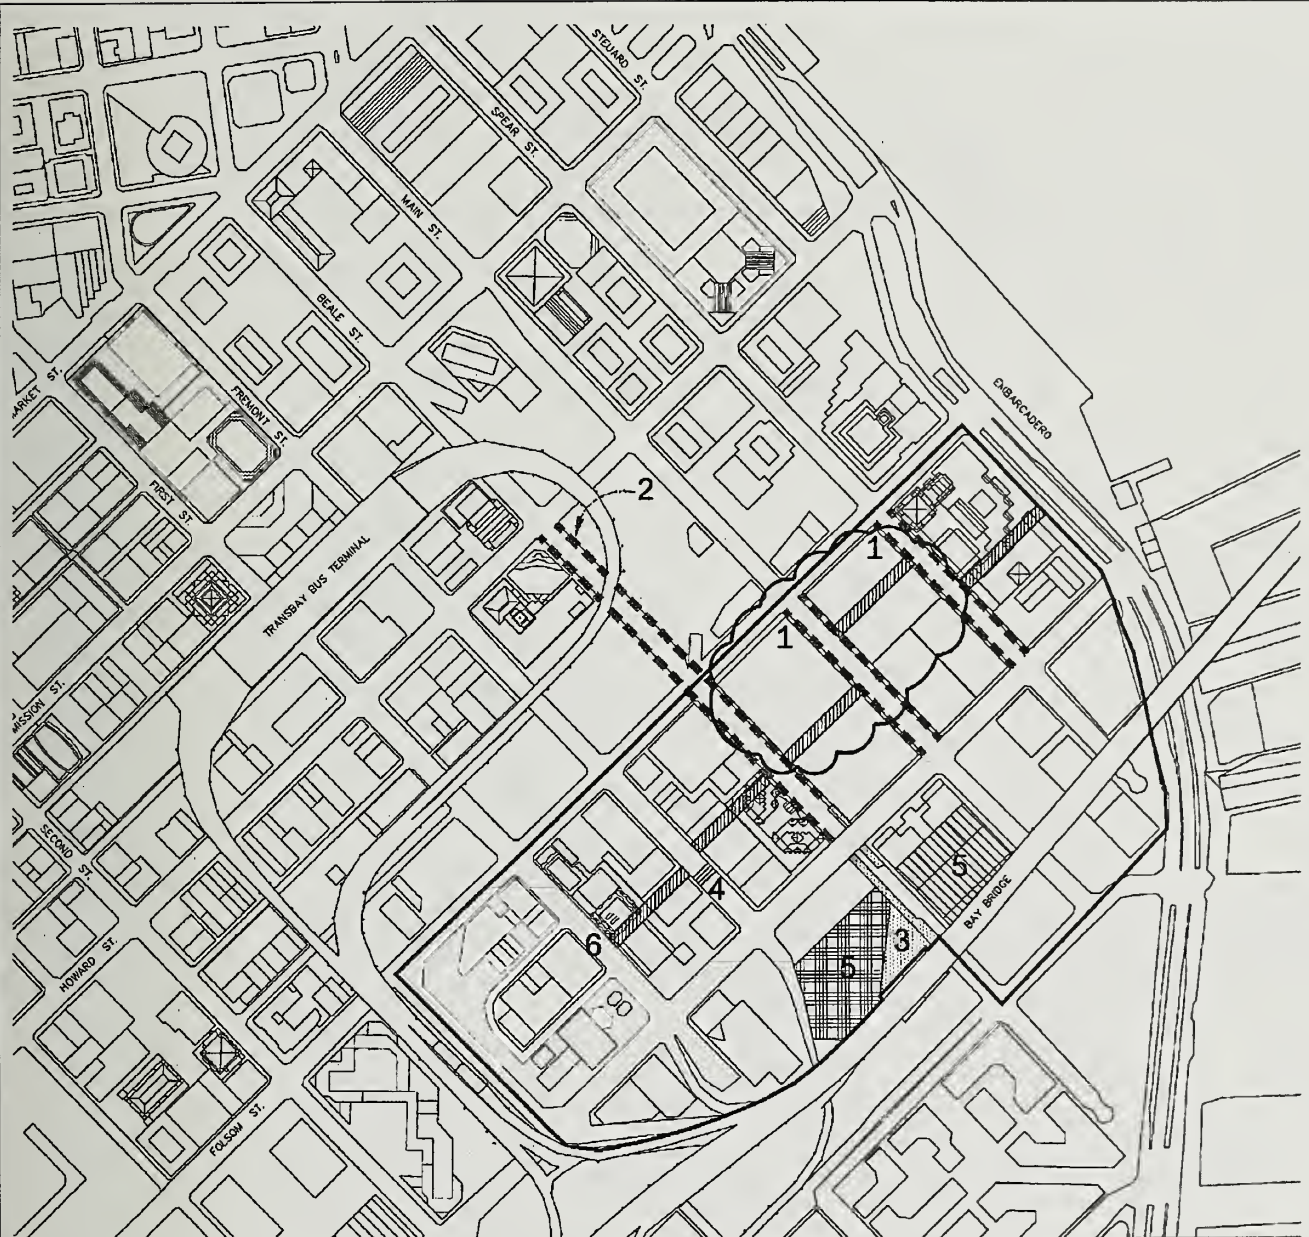 STEUARD ST.
SPEAR ST.
MAIN ST.
BEALE ST.
EMBARCADERO
MARKET ST.
FREMONT ST.
FIRST ST.
2
TRANSBAY BUS TERMINAL
1
1
MISSION ST.
SECOND ST.
5
BAY BRIDGE
4
3
6
5
HOWARD ST.
FOLSOM ST.